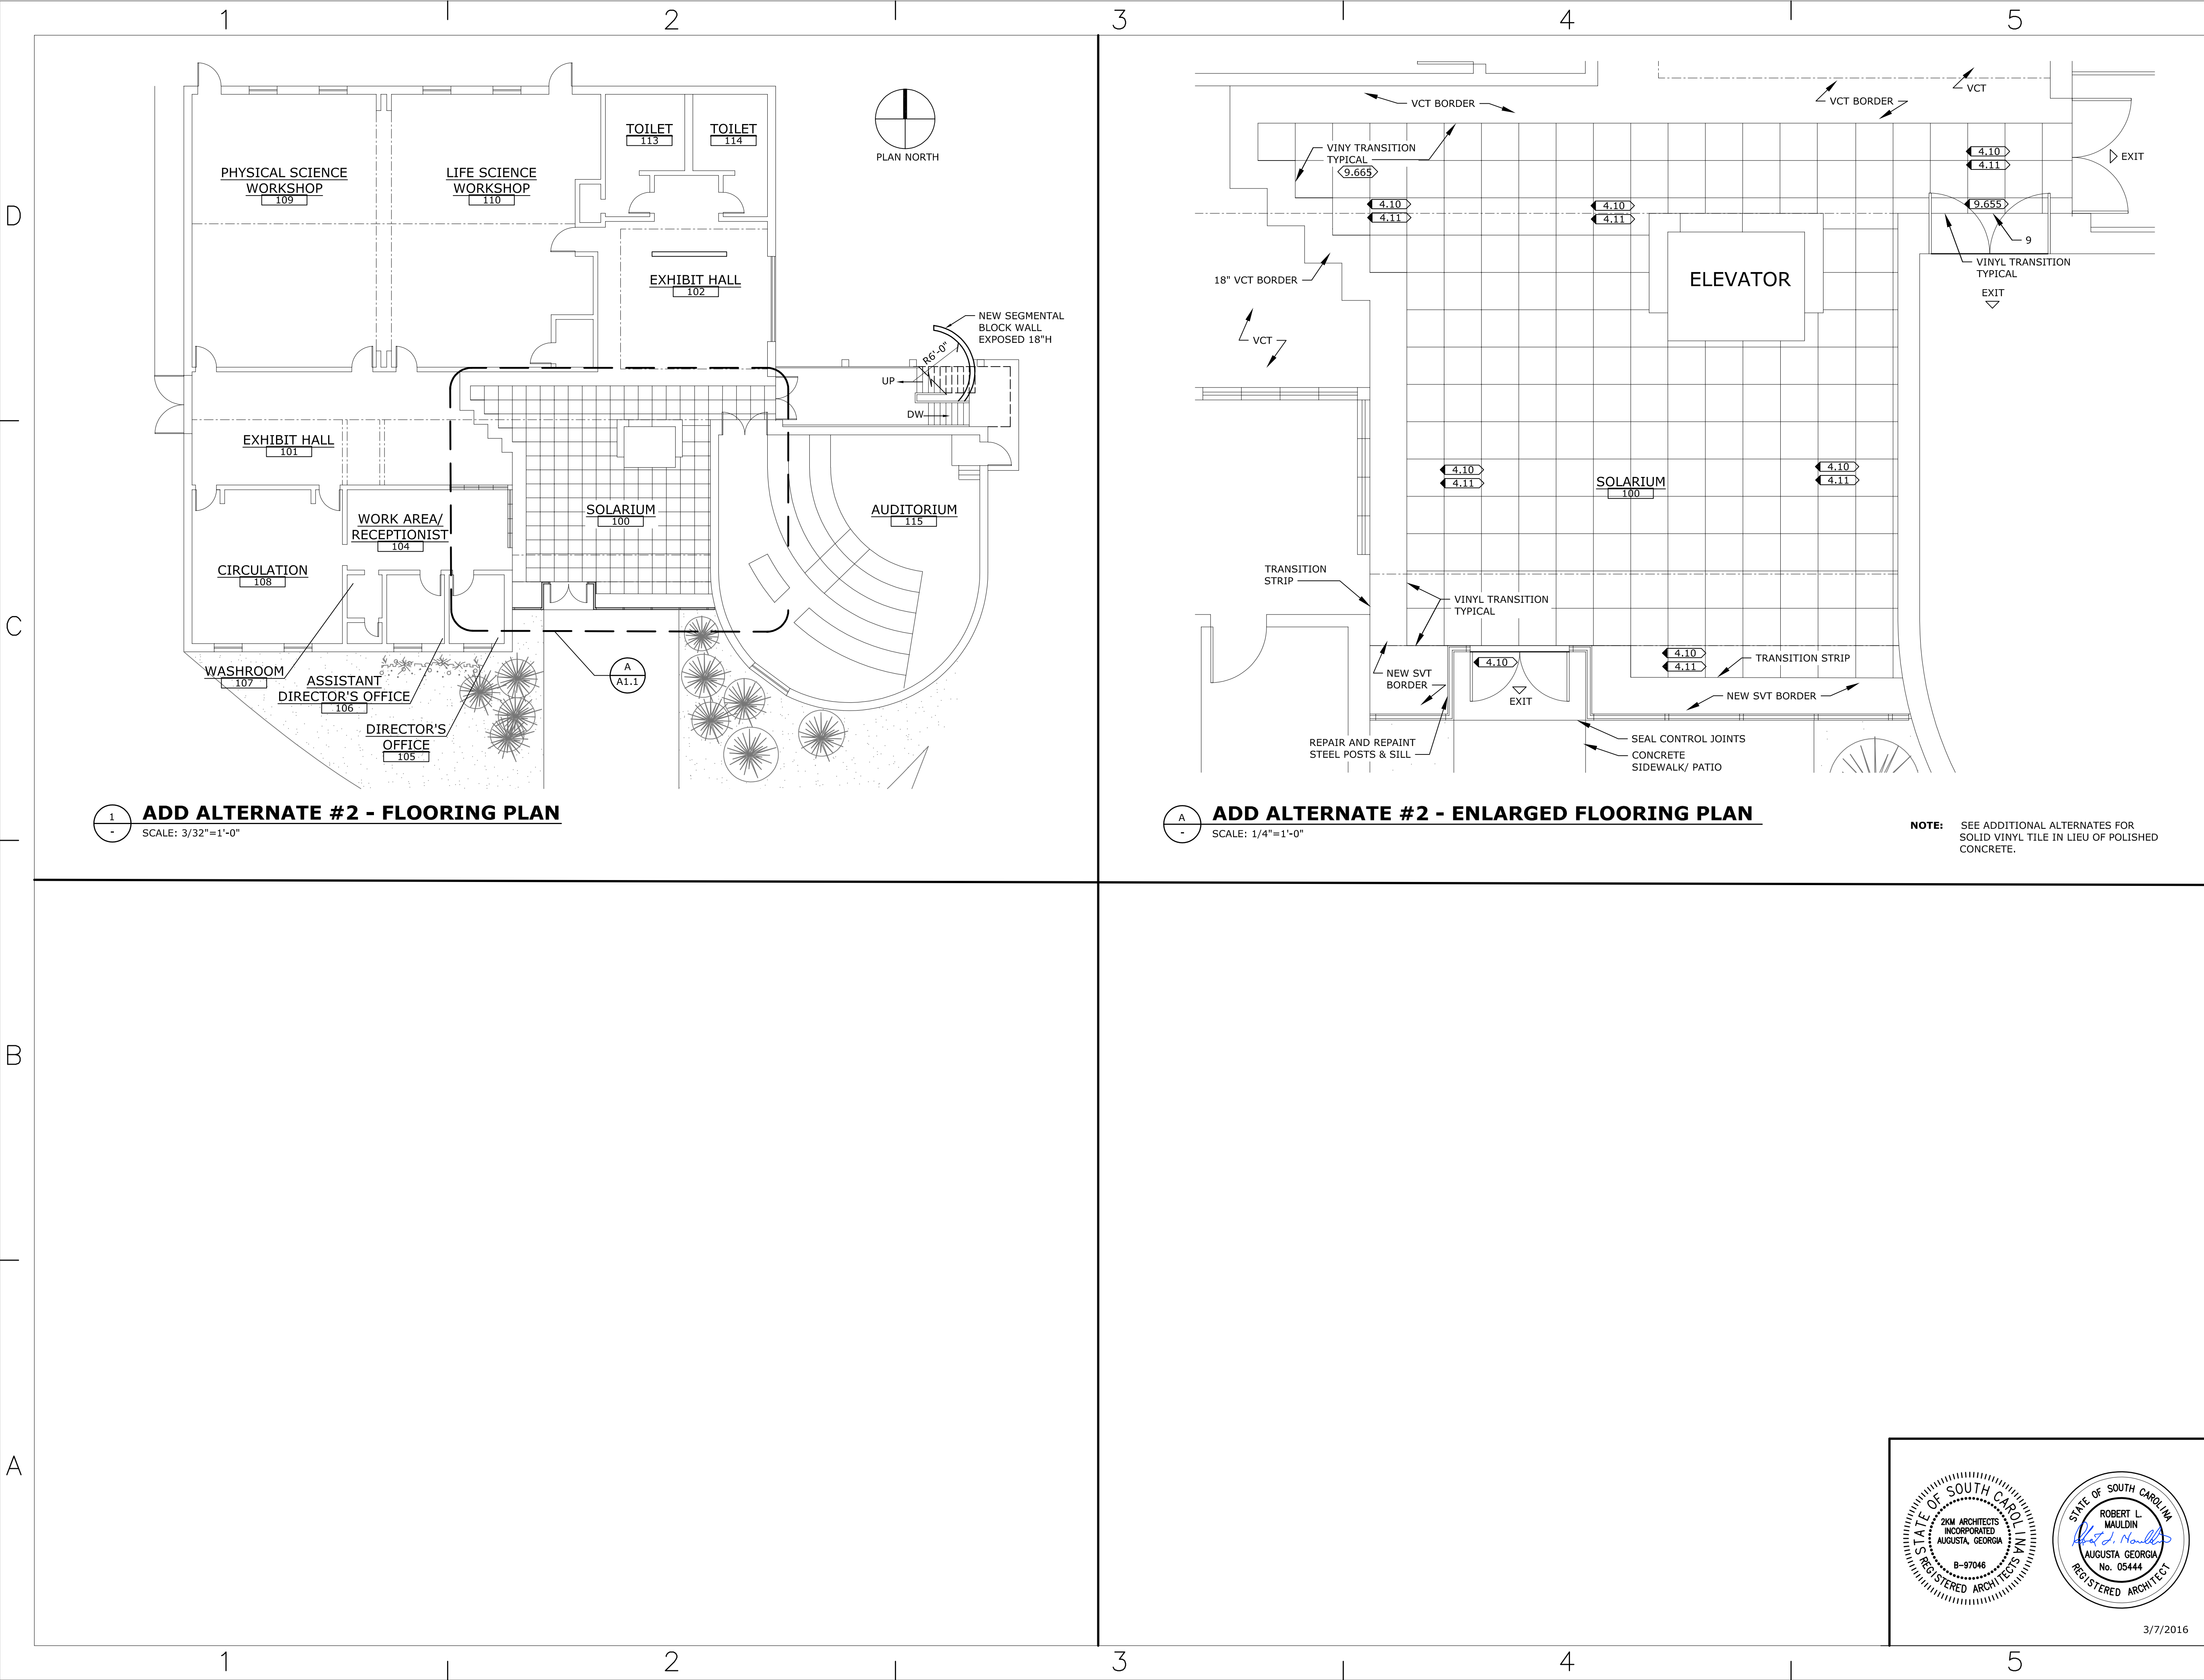 1
2
3
4
5
D
C
B
A
PHYSICAL SCIENCE
WORKSHOP
109
LIFE SCIENCE
WORKSHOP
110
TOILET
113
TOILET
114
PLAN NORTH
EXHIBIT HALL
102
NEW SEGMENTAL
BLOCK WALL
EXPOSED 18"H
R6'-0"
UP
DW
EXHIBIT HALL
101
WORK AREA/
RECEPTIONIST
104
SOLARIUM
100
AUDITORIUM
115
CIRCULATION
108
WASHROOM
107
ASSISTANT
DIRECTOR'S OFFICE
106
DIRECTOR'S
OFFICE
105
A
A1.1
1
-
ADD ALTERNATE #2 - FLOORING PLAN
SCALE: 3/32"=1'-0"
VCT BORDER
VCT BORDER
VCT
VINY TRANSITION
TYPICAL
9.665
4.10
4.11
EXIT
4.10
4.11
4.10
4.11
9.655
9
VINYL TRANSITION
TYPICAL
EXIT
18" VCT BORDER
ELEVATOR
VCT
4.10
4.11
SOLARIUM
100
4.10
4.11
TRANSITION
STRIP
VINYL TRANSITION
TYPICAL
4.10
4.10
4.11
TRANSITION STRIP
NEW SVT
BORDER
EXIT
NEW SVT BORDER
REPAIR AND REPAINT
STEEL POSTS & SILL
SEAL CONTROL JOINTS
CONCRETE
SIDEWALK/ PATIO
A
-
ADD ALTERNATE #2 - ENLARGED FLOORING PLAN
SCALE: 1/4"=1'-0"
NOTE: SEE ADDITIONAL ALTERNATES FOR
SOLID VINYL TILE IN LIEU OF POLISHED
CONCRETE.
STATE OF SOUTH CAROLINA
2KM ARCHITECTS
INCORPORATED
AUGUSTA, GEORGIA
B-97046
REGISTERED ARCHITECTS
STATE OF SOUTH CAROLINA
ROBERT L.
MAULDIN
Robert L. Mauldin
AUGUSTA GEORGIA
No. 05444
REGISTERED ARCHITECT
3/7/2016
1
2
3
4
5